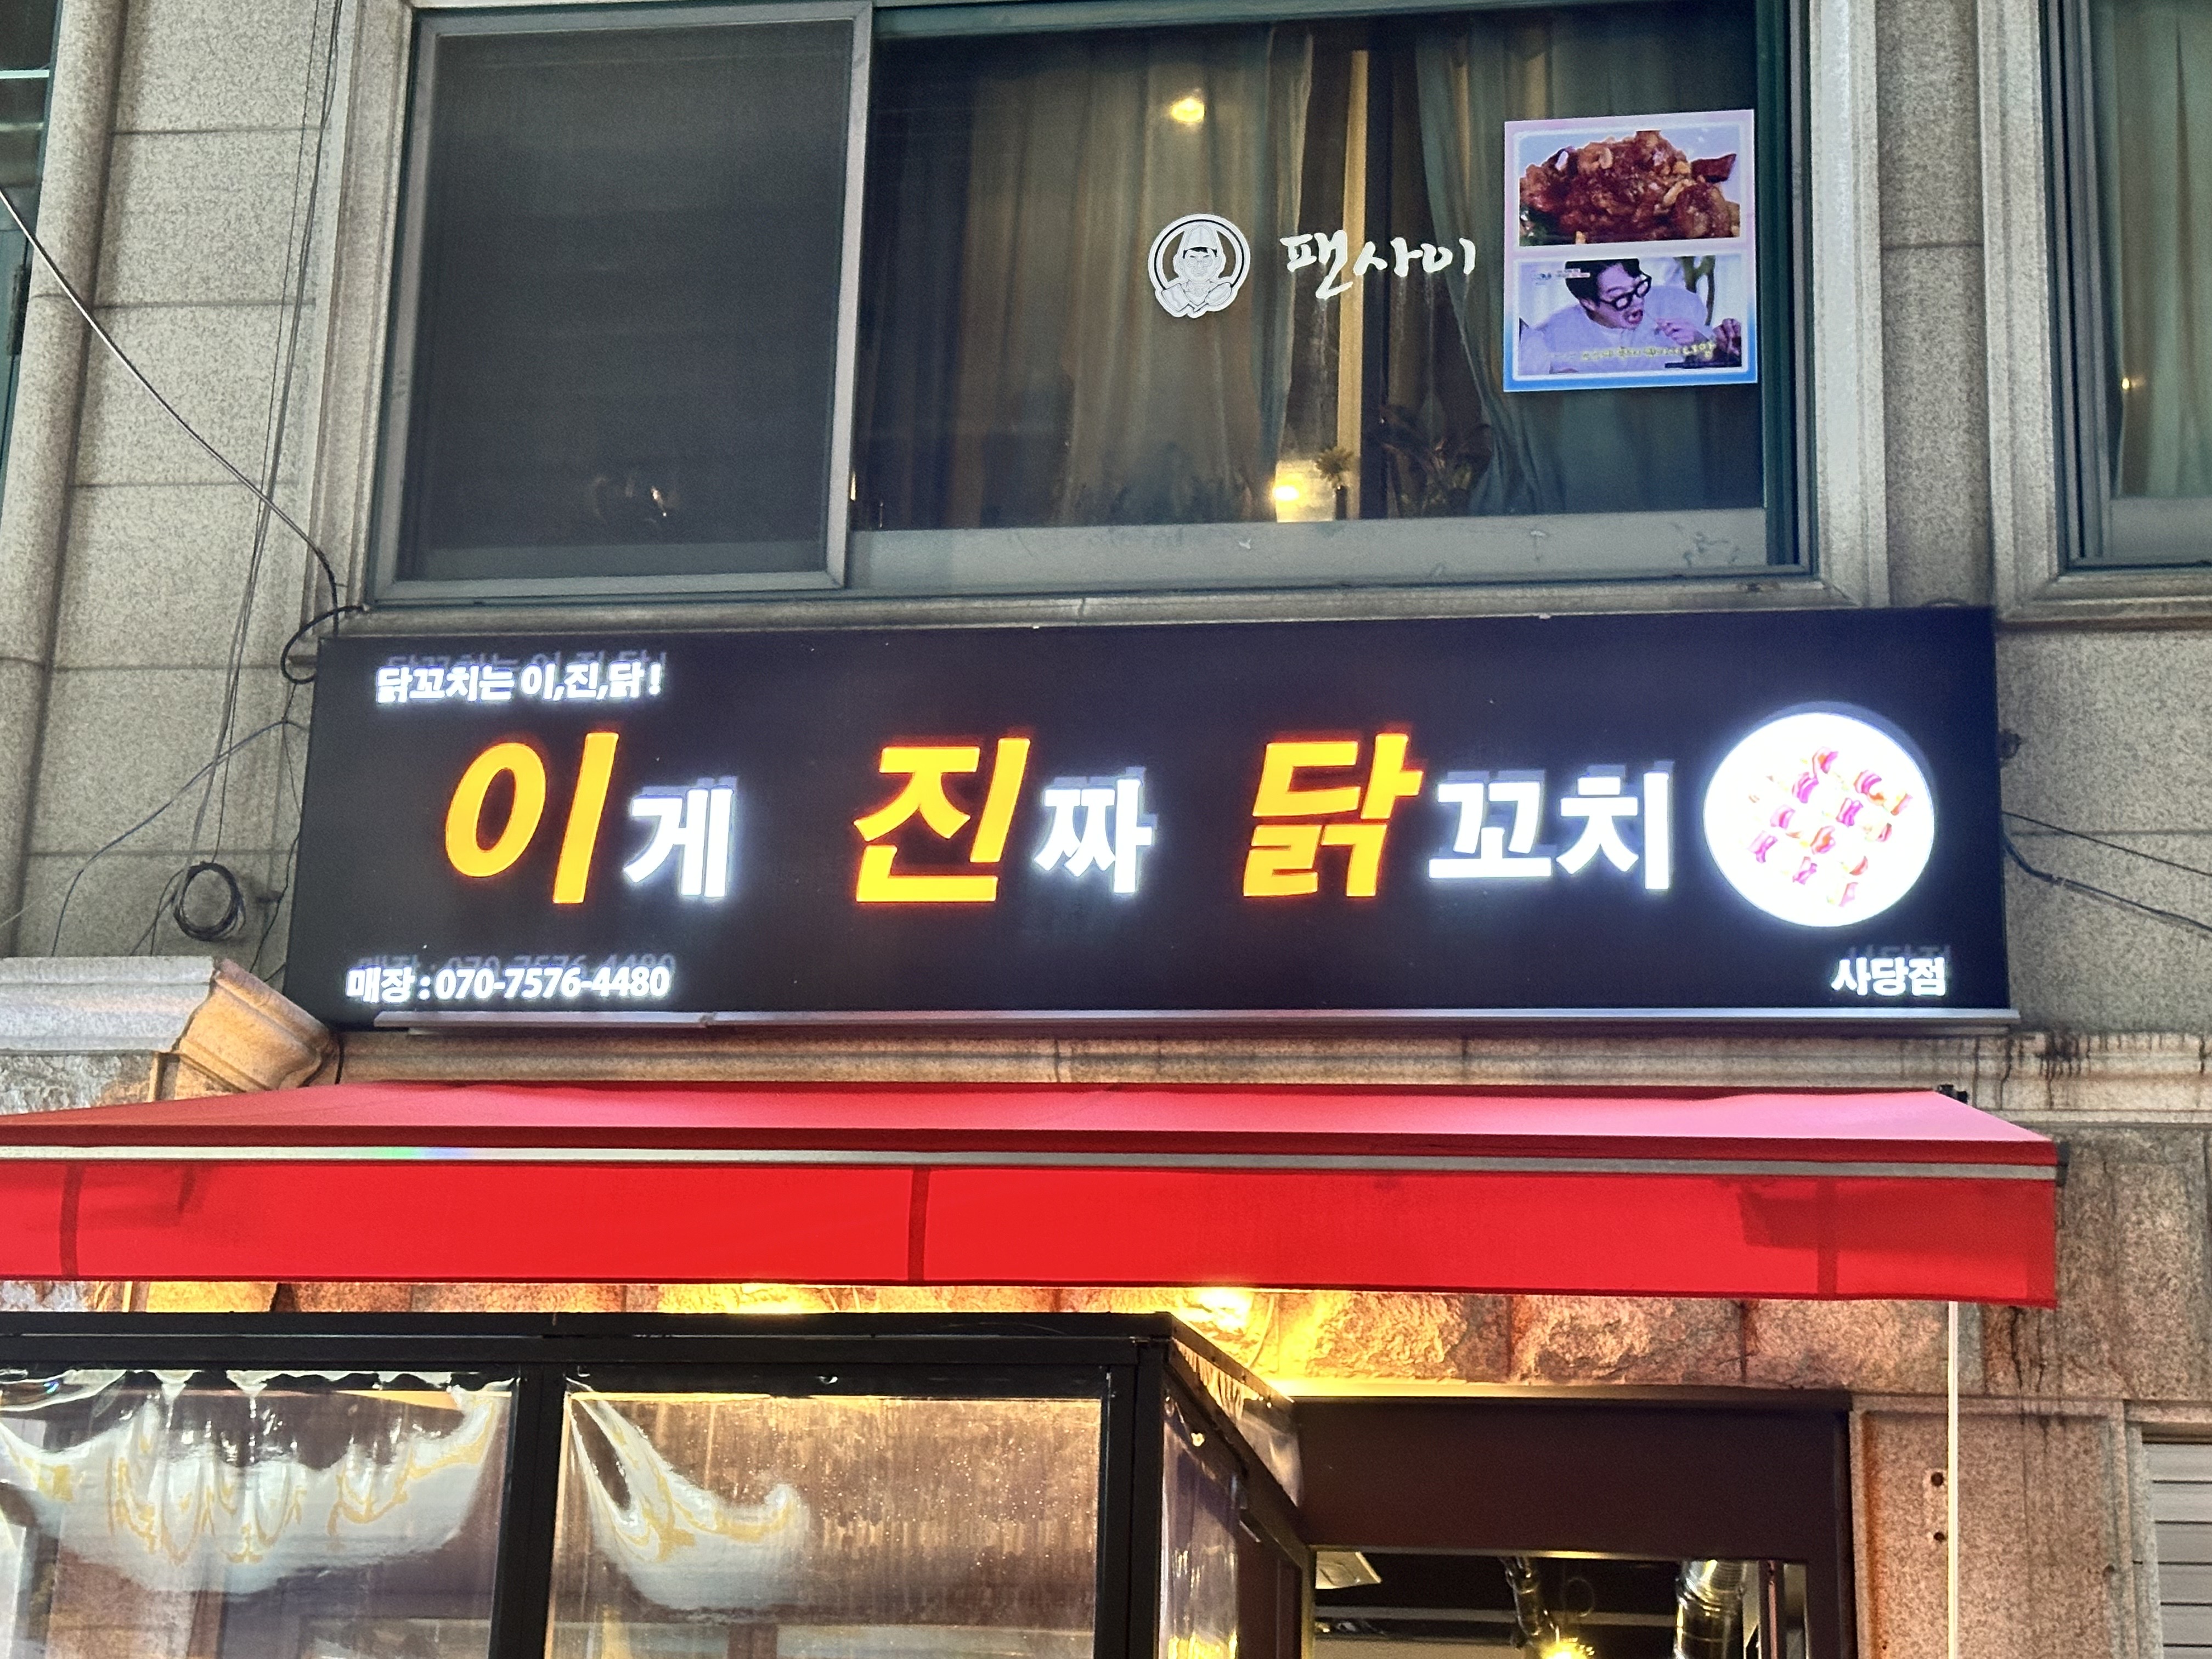 팬사이
닭꼬치는 이,진,닭!
이게 진짜 닭꼬치
매장 : 070-7576-4480
사당점